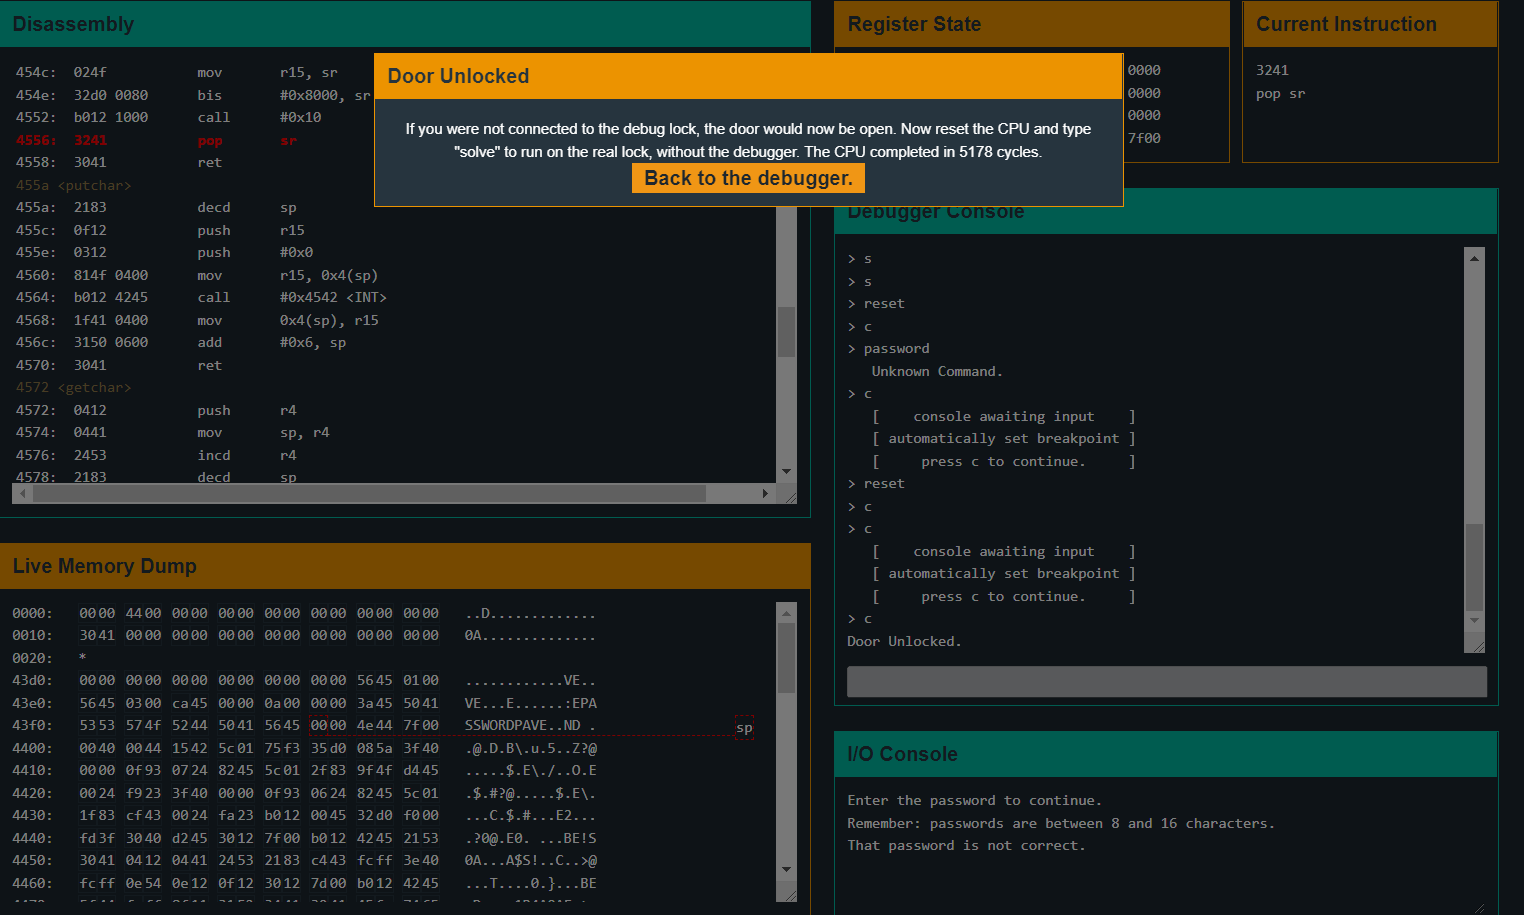 Disassembly
454c: 024f mov r15, sr
454e: 32d0 0080 bis #0x8000, sr
4552: b012 1000 call #0x10
4556: 3241 pop sr
4558: 3041 ret
455a <putchar>
455a: 2183 decd sp
455c: 0f12 push r15
455e: 0312 push #0x0
4560: 814f 0400 mov r15, 0x4(sp)
4564: b012 4245 call #0x4542 <INT>
4568: 1f41 0400 mov 0x4(sp), r15
456c: 3150 0600 add #0x6, sp
4570: 3041 ret
4572 <getchar>
4572: 0412 push r4
4574: 0441 mov sp, r4
4576: 2453 incd r4
4578: 2183 decd sp
Door Unlocked
If you were not connected to the debug lock, the door would now be open. Now reset the CPU and type
"solve" to run on the real lock, without the debugger. The CPU completed in 5178 cycles.
Back to the debugger.
Register State
0000
0000
0000
7f00
Current Instruction
3241
pop sr
Debugger Console
> s
> s
> reset
> c
> password
Unknown Command.
> c
[ console awaiting input ]
[ automatically set breakpoint ]
[ press c to continue. ]
> reset
> c
> c
[ console awaiting input ]
[ automatically set breakpoint ]
[ press c to continue. ]
> c
Door Unlocked.
Live Memory Dump
0000: 0000 4400 0000 0000 0000 0000 0000 0000 ..D.............
0010: 3041 0000 0000 0000 0000 0000 0000 0000 0A..............
0020: *
43d0: 0000 0000 0000 0000 0000 0000 5645 0100 ............VE..
43e0: 5645 0300 ca45 0000 0a00 0000 3a45 5041 VE...E......:EPA
43f0: 5353 574f 5244 5041 5645 0000 4e44 7f00 SSWORDPAVE..ND .
sp
4400: 0040 0044 1542 5c01 75f3 35d0 085a 3f40 .@.D.B\.u.5..Z?@
4410: 0000 0f93 0724 8245 5c01 2f83 9f4f d445 .....$.E\./..O.E
4420: 0024 f923 3f40 0000 0f93 0624 8245 5c01 .$.#?@.....$.E\.
4430: 1f83 cf43 0024 fa23 b012 0045 32d0 f000 ...C.$.#...E2...
4440: fd3f 3040 d245 3012 7f00 b012 4245 2153 .?0@.E0. ...BE!S
4450: 3041 0412 0441 2453 2183 c443 fcff 3e40 0A...A$S!..C..>@
4460: fcff 0e54 0e12 0f12 3012 7d00 b012 4245 ...T....0.}...BE
I/O Console
Enter the password to continue.
Remember: passwords are between 8 and 16 characters.
That password is not correct.